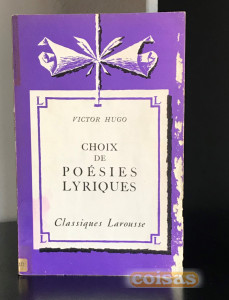 VICTOR HUGO
CHOIX
DE
POÉSIES
LYRIQUES
Classiques Larousse
coisas